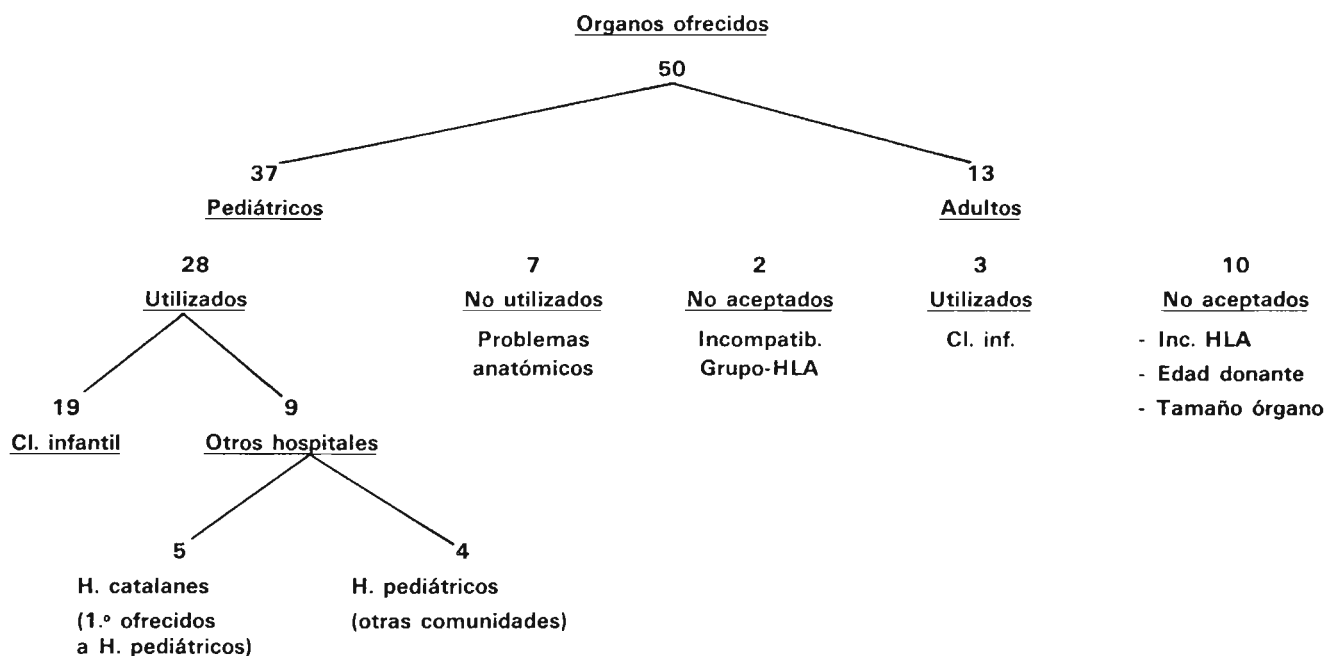 Organos ofrecidos
50
37
Pediátricos
13
Adultos
28
Utilizados
7
No utilizados
Problemas
anatómicos
2
No aceptados
Incompatib.
Grupo-HLA
3
Utilizados
Cl. inf.
10
No aceptados
- Inc. HLA
- Edad donante
- Tamaño órgano
19
Cl. infantil
9
Otros hospitales
5
H. catalanes
(1.º ofrecidos
a H. pediátricos)
4
H. pediátricos
(otras comunidades)